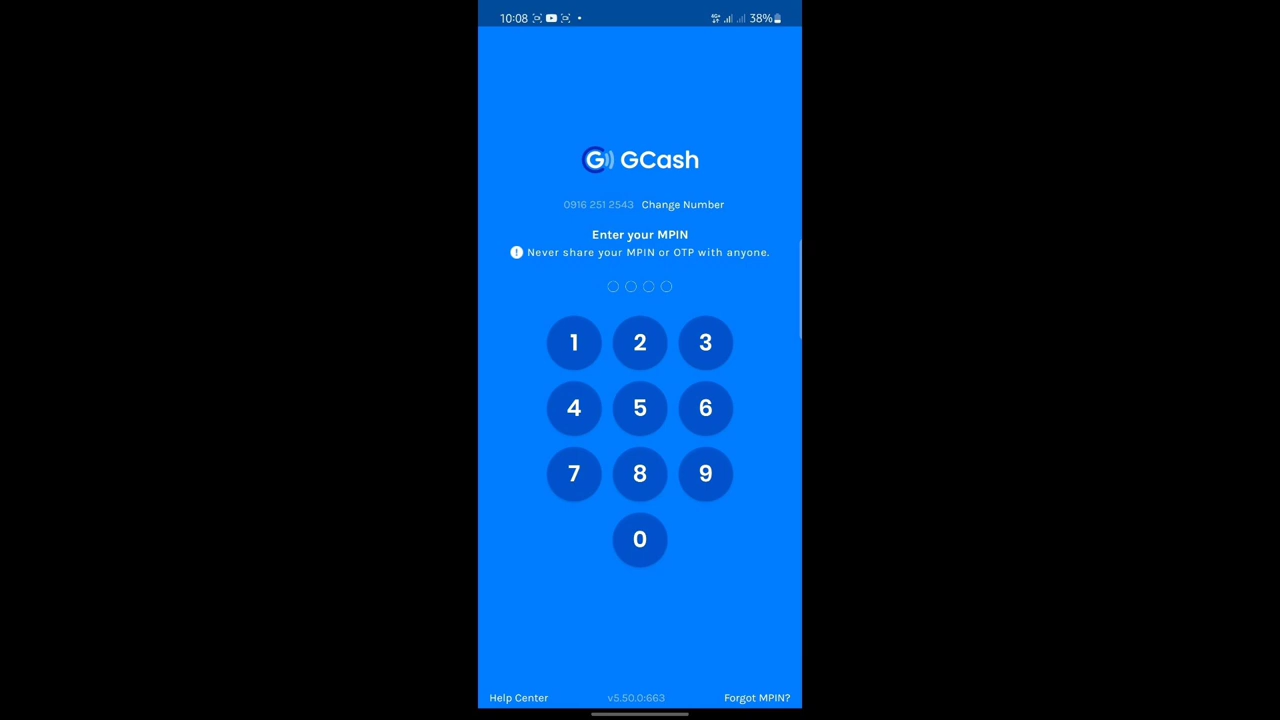 10:08 4G+ 38%
G GCash
0916 251 2543 Change Number
Enter your MPIN
! Never share your MPIN or OTP with anyone.
1 2 3
4 5 6
7 8 9
0
Help Center v5.50.0:663 Forgot MPIN?